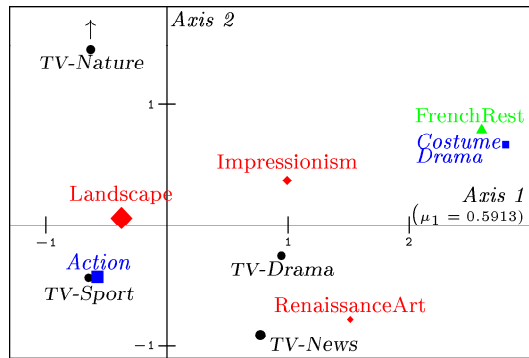 Axis 2
TV-Nature
1
FrenchRest
Costume
Drama
Impressionism
Landscape
Axis 1
(μ1 = 0.5913)
-1
1
2
Action
TV-Drama
TV-Sport
RenaissanceArt
TV-News
-1